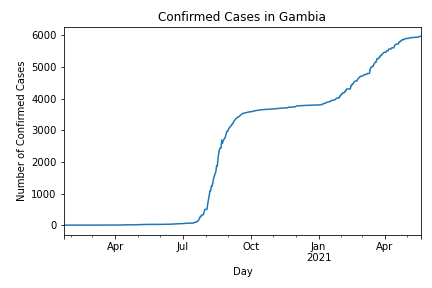 Confirmed Cases in Gambia
Number of Confirmed Cases
6000
5000
4000
3000
2000
1000
0
Apr
Jul
Oct
Jan
2021
Apr
Day